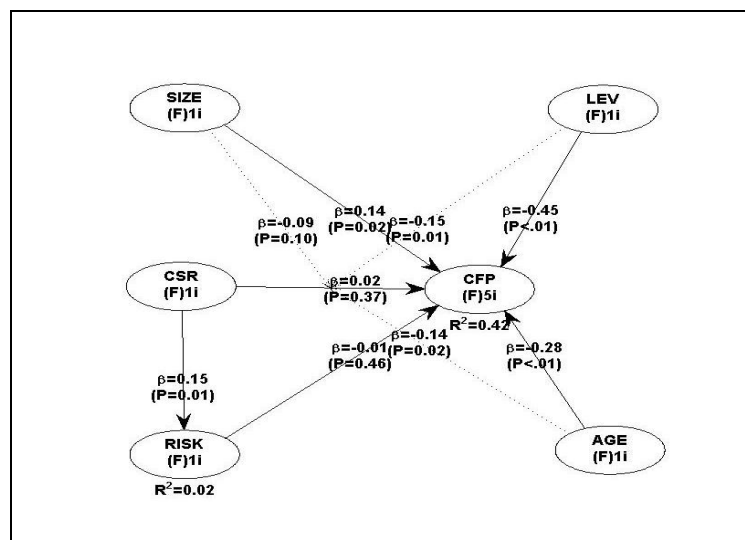 SIZE
(F)1i
LEV
(F)1i
β=-0.09
(P=0.10)
β=0.14
(P=0.02)
β=-0.15
(P=0.01)
β=-0.45
(P<.01)
CSR
(F)1i
β=0.02
(P=0.37)
CFP
(F)5i
R²=0.42
β=0.15
(P=0.01)
β=-0.01
(P=0.46)
β=-0.14
(P=0.02)
β=-0.28
(P<.01)
RISK
(F)1i
R²=0.02
AGE
(F)1i